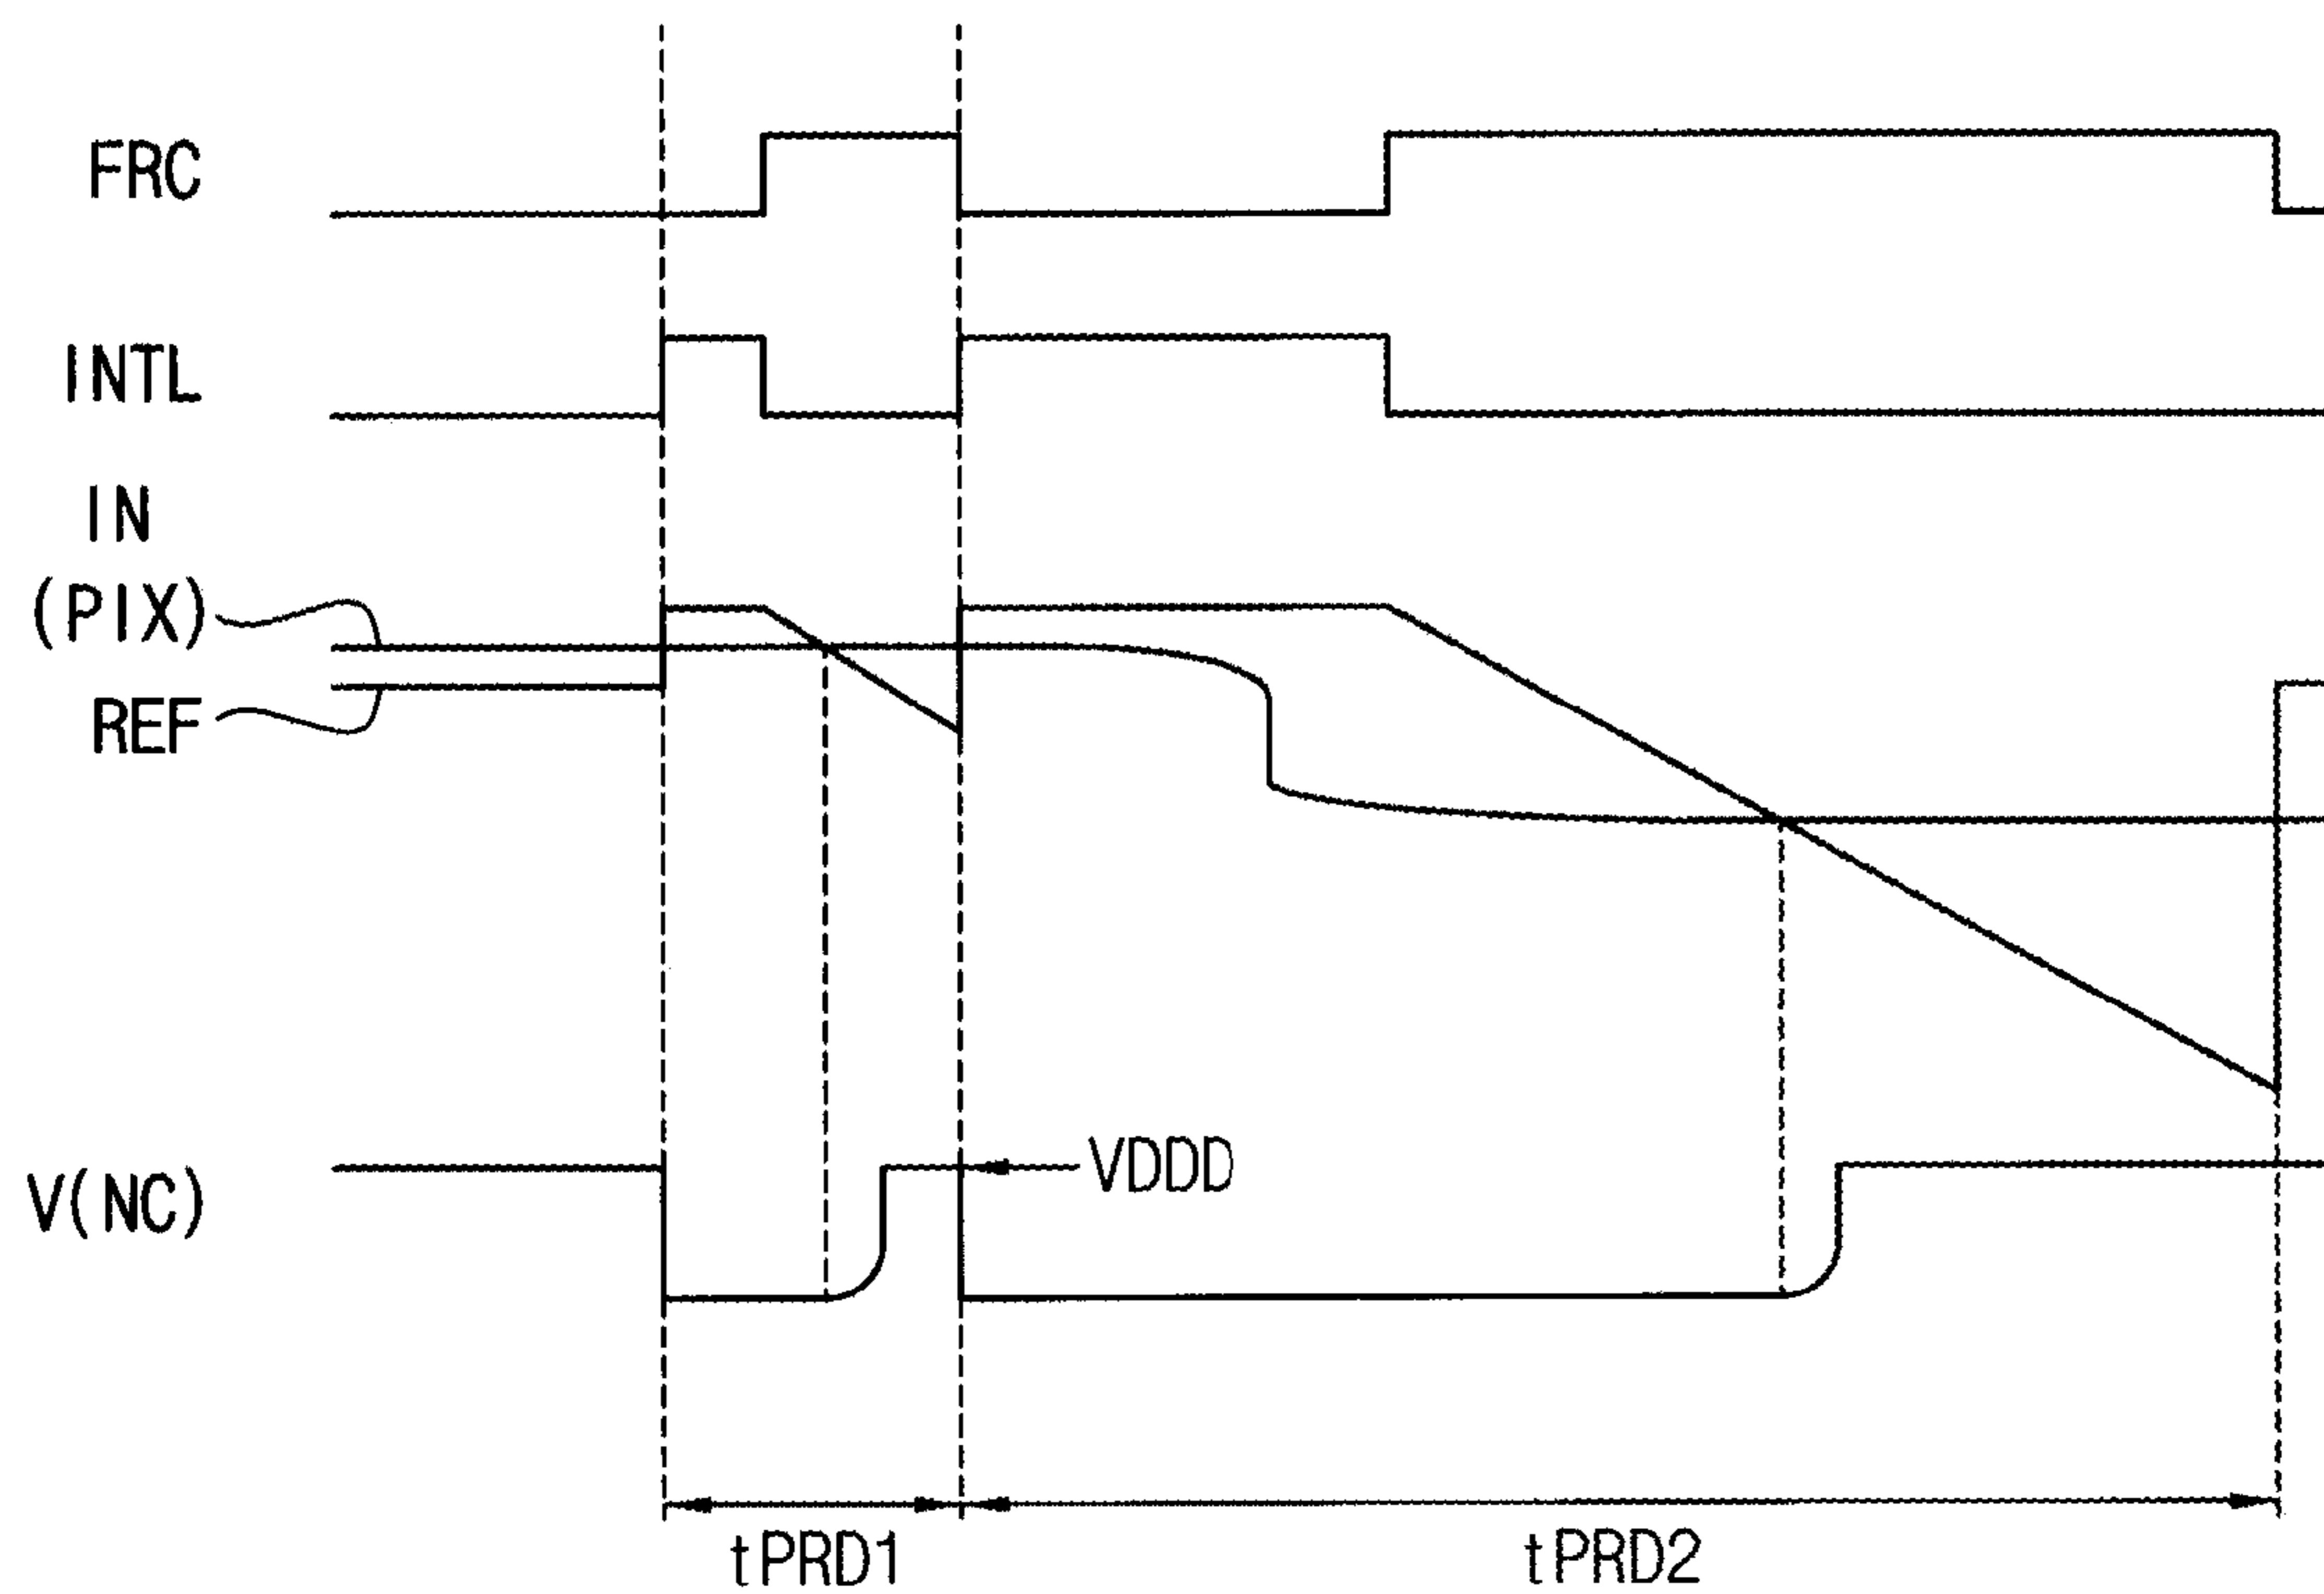 FRC
INTL
IN
(PIX)
REF
V(NC)
VDDD
tPRD1
tPRD2